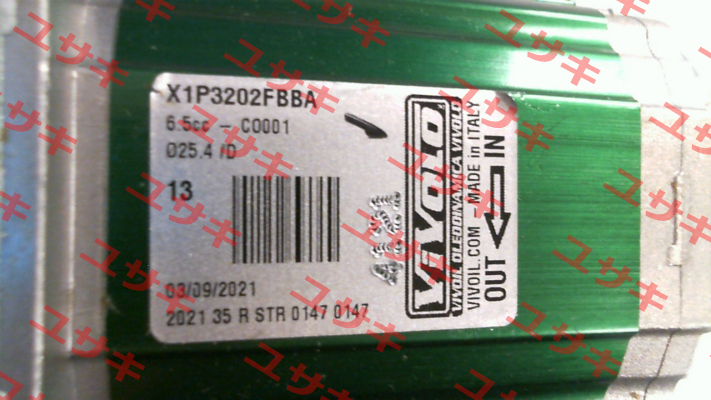 X1P3202FBBA
6.5cc - C0001
Ø25.4 /D
13
03/09/2021
2021 35 R STR 0147 0147
ViVOLO
VIVOIL OLEODINAMICA VIVOLO
VIVOIL.COM - MADE in ITALY
OUT IN
ユサキ